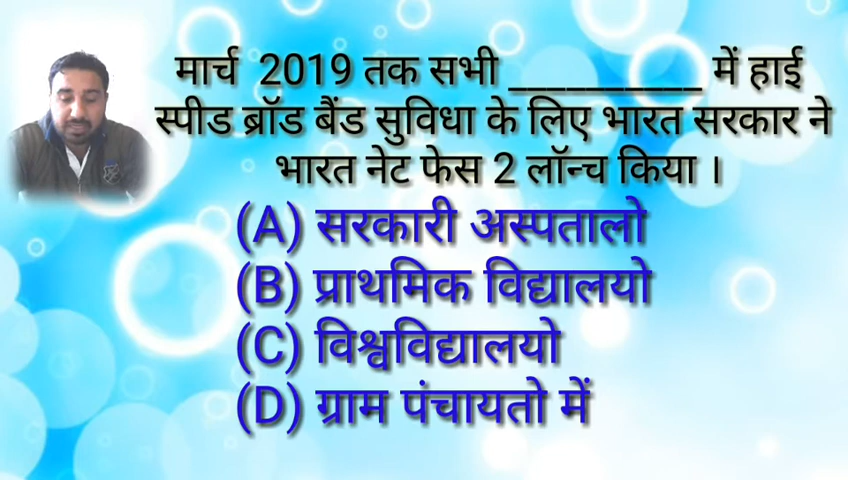 मार्च 2019 तक सभी __________ में हाई
स्पीड ब्रॉड बैंड सुविधा के लिए भारत सरकार ने
भारत नेट फेस 2 लॉन्च किया ।
(A) सरकारी अस्पतालो
(B) प्राथमिक विद्यालयो
(C) विश्वविद्यालयो
(D) ग्राम पंचायतो में